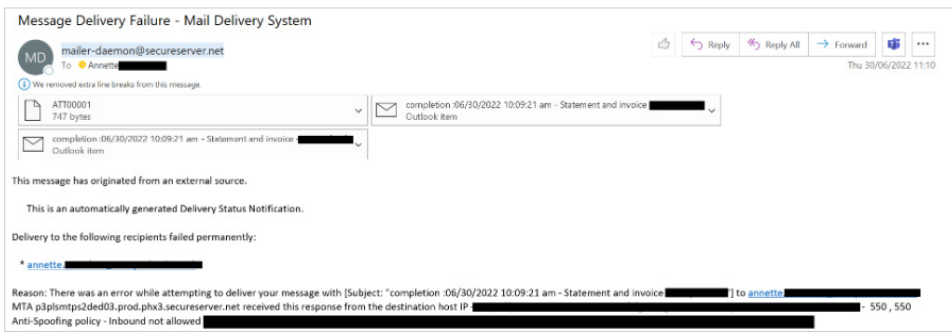 Message Delivery Failure - Mail Delivery System
MD
mailer-daemon@secureserver.net
To Annette
Reply Reply All Forward
Thu 30/06/2022 11:10
We removed extra line breaks from this message.
ATT00001
747 bytes
completion :06/30/2022 10:09:21 am - Statement and invoice
Outlook item
completion :06/30/2022 10:09:21 am - Statement and invoice -
Outlook item
This message has originated from an external source.
This is an automatically generated Delivery Status Notification.
Delivery to the following recipients failed permanently:
* annette.
Reason: There was an error while attempting to deliver your message with [Subject: "completion :06/30/2022 10:09:21 am - Statement and invoice "] to annette
MTA p3plsmtps2ded03.prod.phx3.secureserver.net received this response from the destination host IP - - 550 , 550
Anti-Spoofing policy - Inbound not allowed